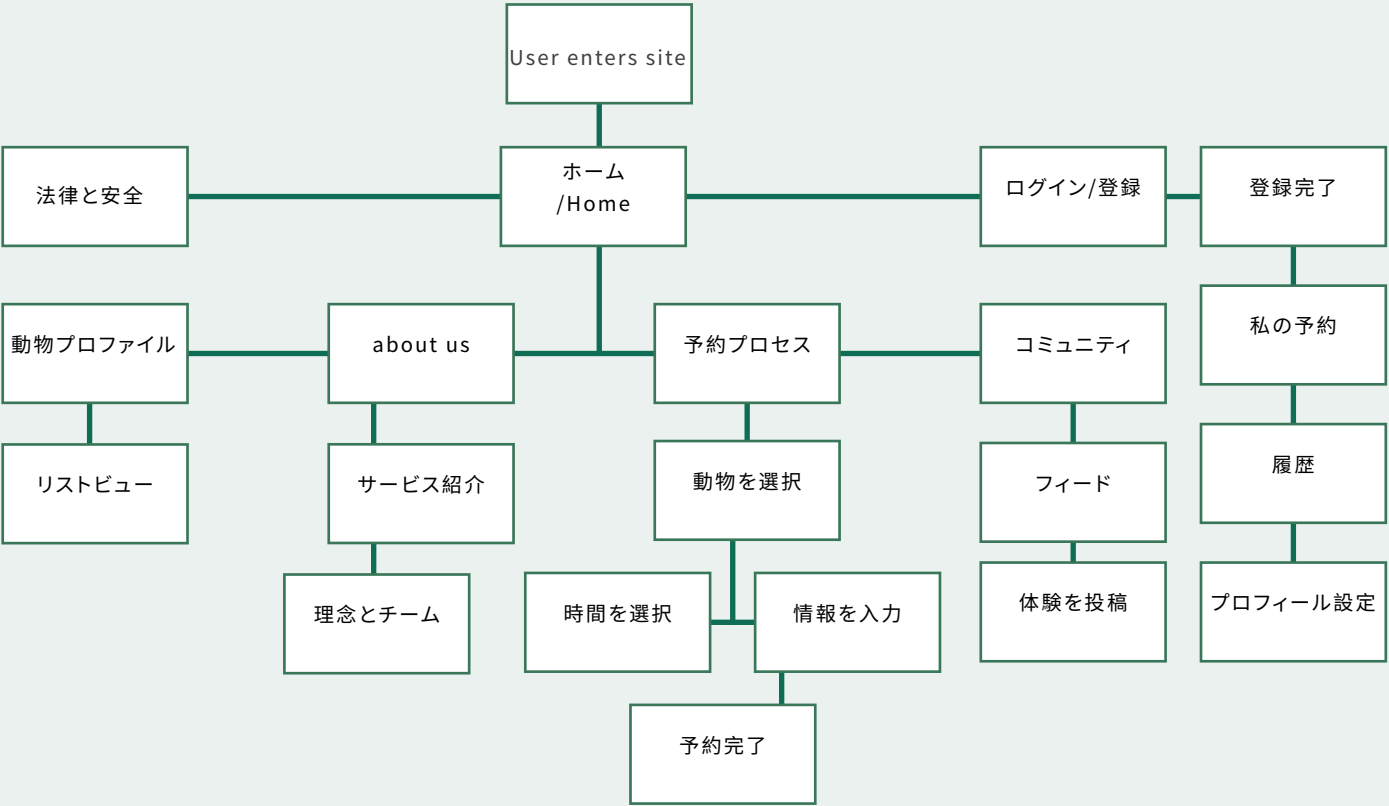 User enters site
法律と安全
ホーム
/Home
ログイン/登録
登録完了
動物プロファイル
about us
予約プロセス
コミュニティ
私の予約
リストビュー
サービス紹介
動物を選択
フィード
履歴
理念とチーム
時間を選択
情報を入力
体験を投稿
プロフィール設定
予約完了